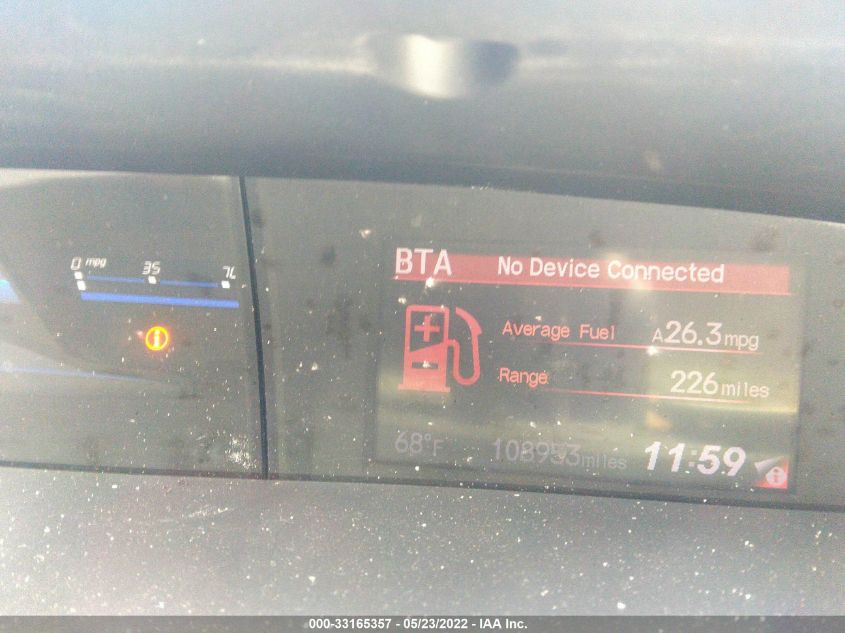 0 mpg 35
BTA No Device Connected
Average Fuel A26.3mpg
Range 226miles
68°F 108953miles 11:59
000-33165357 - 05/23/2022 - IAA Inc.